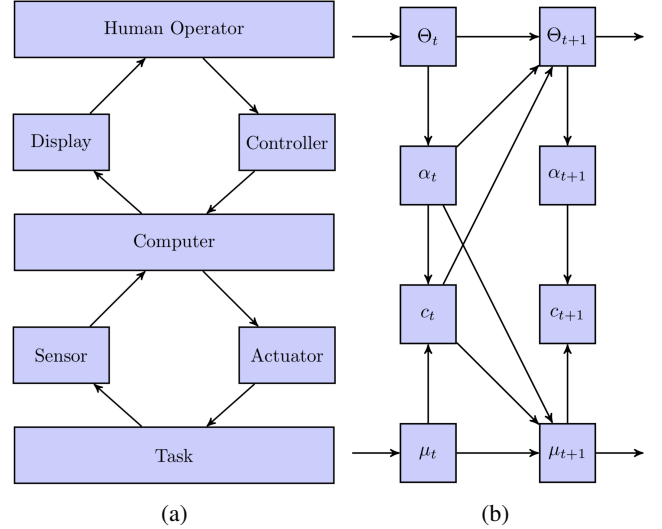 Human Operator
Display
Controller
Computer
Sensor
Actuator
Task
(a)
Θ_t
Θ_{t+1}
α_t
α_{t+1}
c_t
c_{t+1}
μ_t
μ_{t+1}
(b)